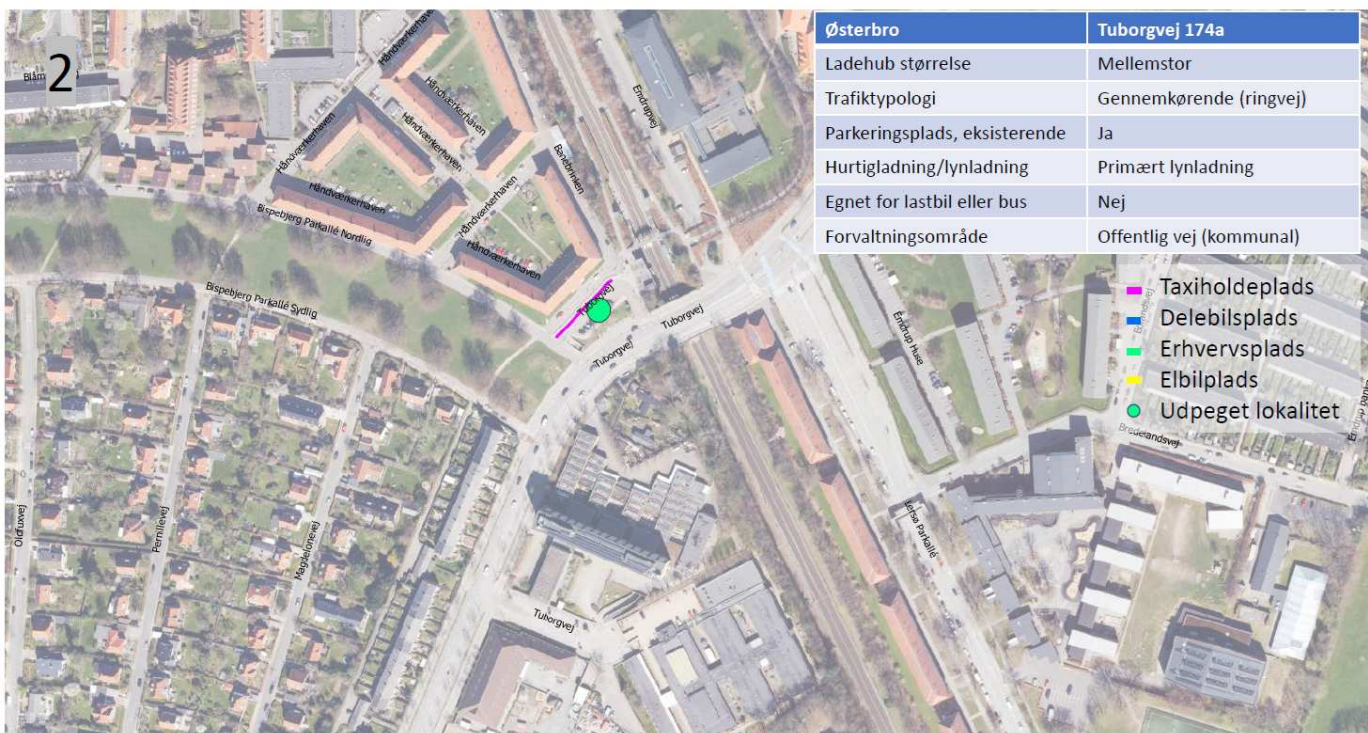 2
Østerbro Tuborgvej 174a
Ladehub størrelse Mellemstor
Trafiktypologi Gennemkørende (ringvej)
Parkeringsplads, eksisterende Ja
Hurtigladning/lynladning Primært lynladning
Egnet for lastbil eller bus Nej
Forvaltningsområde Offentlig vej (kommunal)
Taxiholdeplads
Delebilsplads
Erhvervsplads
Elbilplads
Udpeget lokalitet
Håndværkerhaven
Håndværkerhaven
Håndværkerhaven
Håndværkerhaven
Håndværkerhaven
Håndværkerhaven
Håndværkerhaven
Banebrinken
Emdrupvej
Bispebjerg Parkallé Nordlig
Bispebjerg Parkallé Sydlig
Tuborgvej
Tuborgvej
Tuborgvej
Emdrup Huse
Bredelandsvej
Lersø Parkallé
Oldfuxvej
Pernillevej
Magdelonevej
Tuborgvej